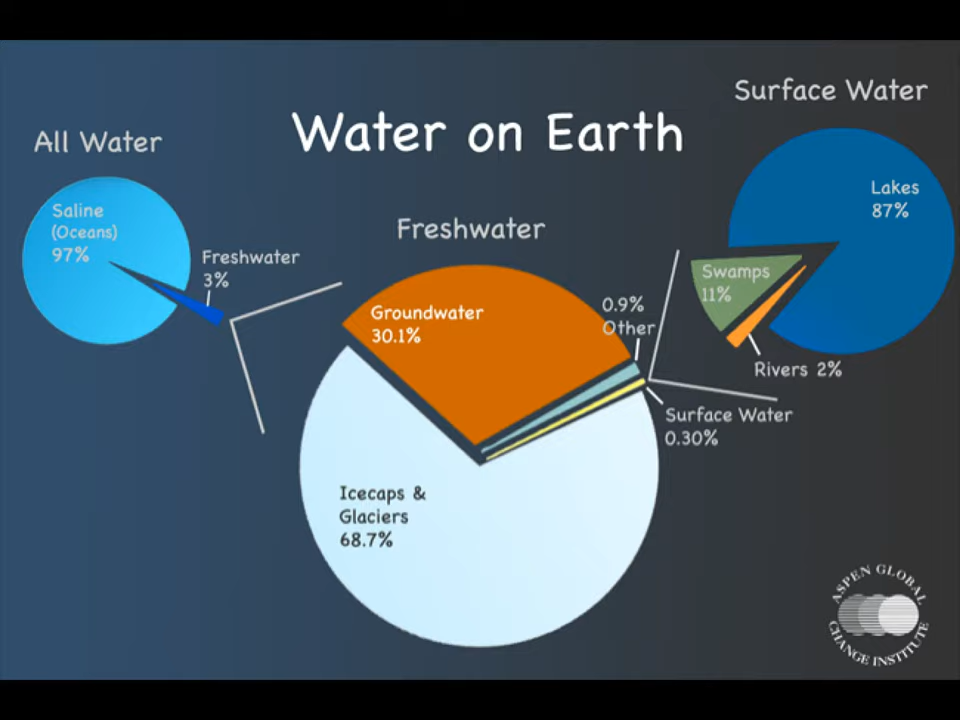 Surface Water
Water on Earth
All Water
Lakes
87%
Saline
(Oceans)
97%
Freshwater
Freshwater
3%
Swamps
11%
Groundwater
30.1%
0.9%
Other
Rivers 2%
Surface Water
0.30%
Icecaps &
Glaciers
68.7%
ASPEN GLOBAL
CHANGE INSTITUTE